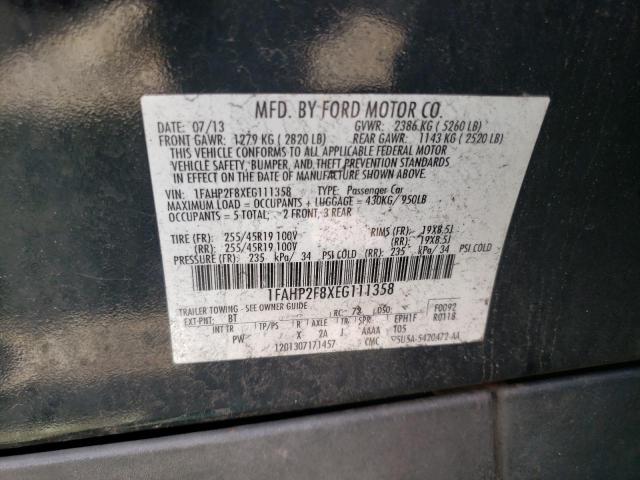 MFD. BY FORD MOTOR CO.
DATE: 07/13 GVWR: 2386 KG ( 5260 LB)
FRONT GAWR: 1279 KG ( 2820 LB) REAR GAWR: 1143 KG ( 2520 LB)
THIS VEHICLE CONFORMS TO ALL APPLICABLE FEDERAL MOTOR
VEHICLE SAFETY, BUMPER, AND THEFT PREVENTION STANDARDS
IN EFFECT ON THE DATE OF MANUFACTURE SHOWN ABOVE.
VIN: 1FAHP2F8XEG111358 TYPE: Passenger Car
MAXIMUM LOAD = OCCUPANTS + LUGGAGE = 430KG/ 950LB
OCCUPANTS: 5 TOTAL, 2 FRONT, 3 REAR
TIRE (FR): 255/45R19 100V RIMS (FR): 19X8.5J
(RR): 255/45R19 100V (RR): 19X8.5J
PRESSURE (FR): 235 kPa/ 34 PSI COLD (RR): 235 kPa/ 34 PSI COLD
1FAHP2F8XEG111358
TRAILER TOWING - SEE OWNER GUIDE
EXT PNT: BT RC: 72 DSO: F0092
INT TR TP/PS R AXLE TR SPR EPH1F R0118
PW X 2A J AAAA T05
1201307171457 CMC 5U5A-5420472-AA